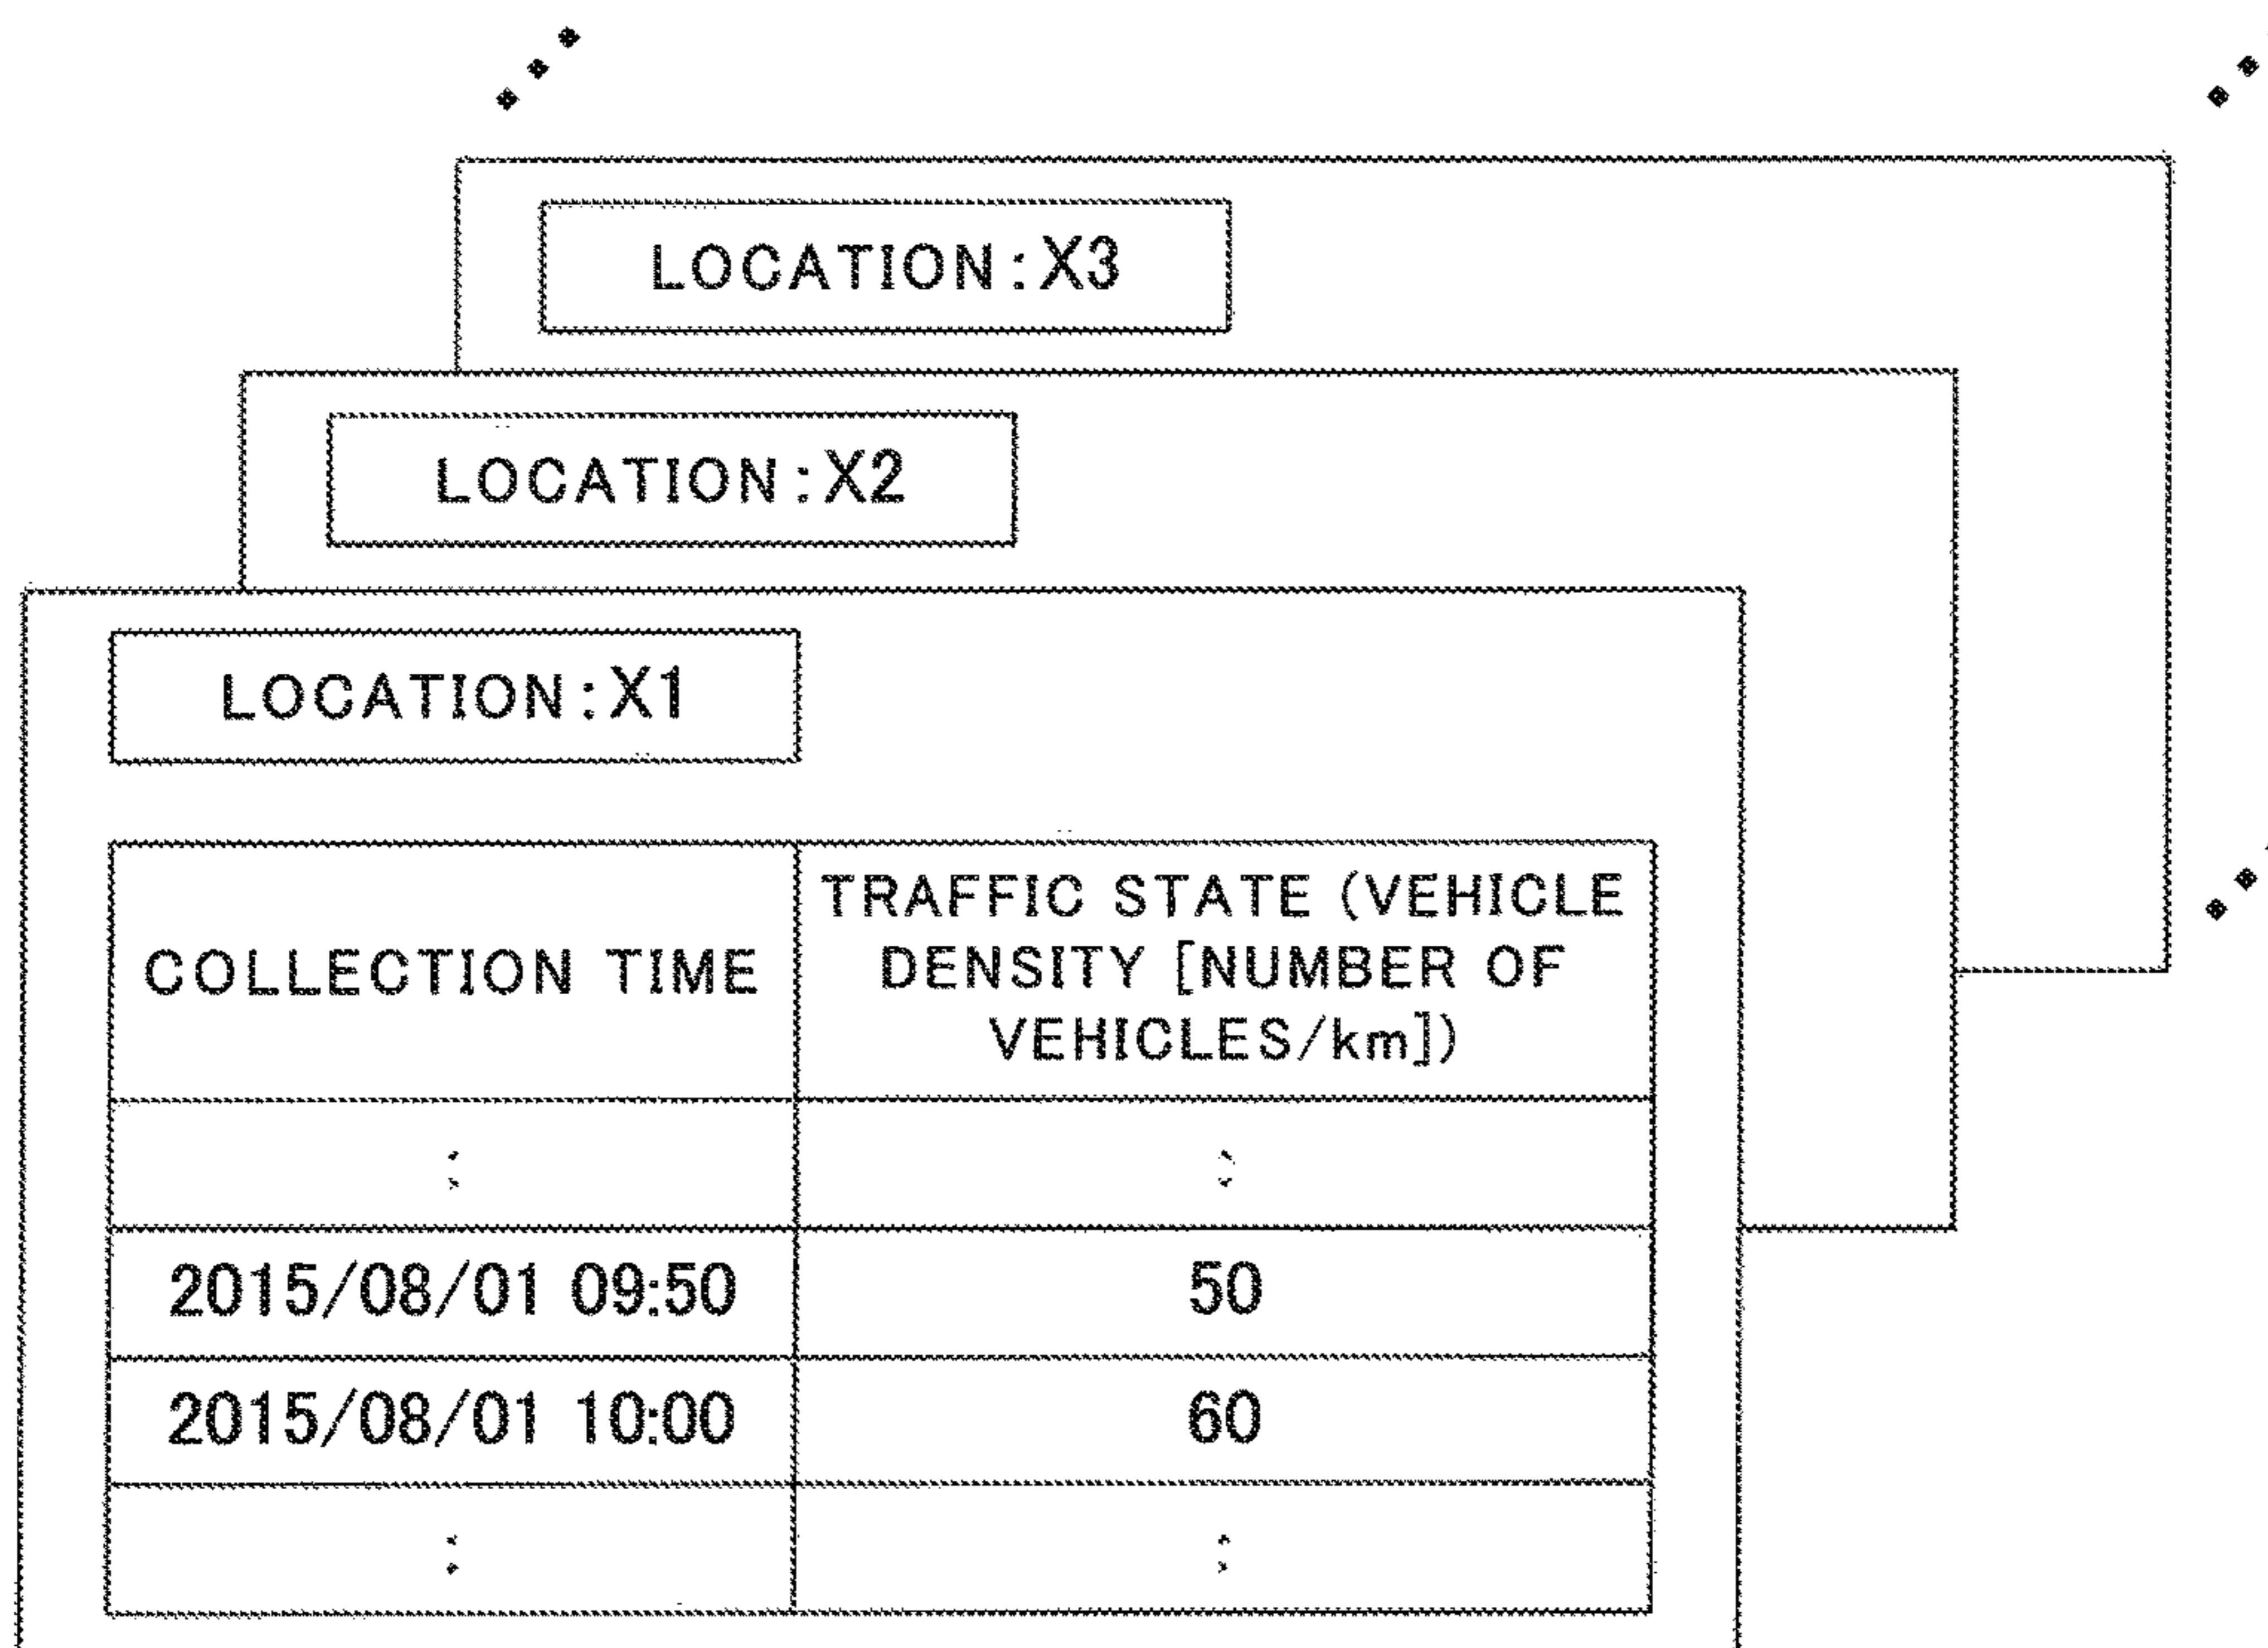 LOCATION:X3
LOCATION:X2
LOCATION:X1
COLLECTION TIME
TRAFFIC STATE (VEHICLE
DENSITY [NUMBER OF
VEHICLES/km])
:
:
2015/08/01 09:50
50
2015/08/01 10:00
60
:
: